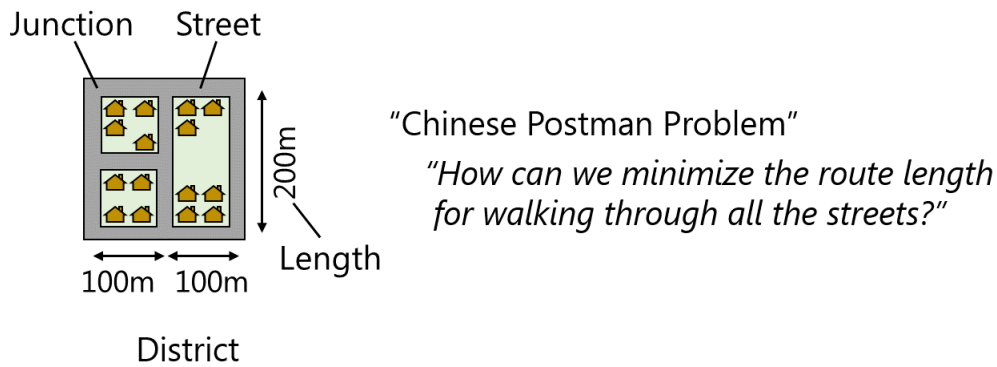 Junction Street
“Chinese Postman Problem”
“How can we minimize the route length
for walking through all the streets?”
200m
Length
100m 100m
District